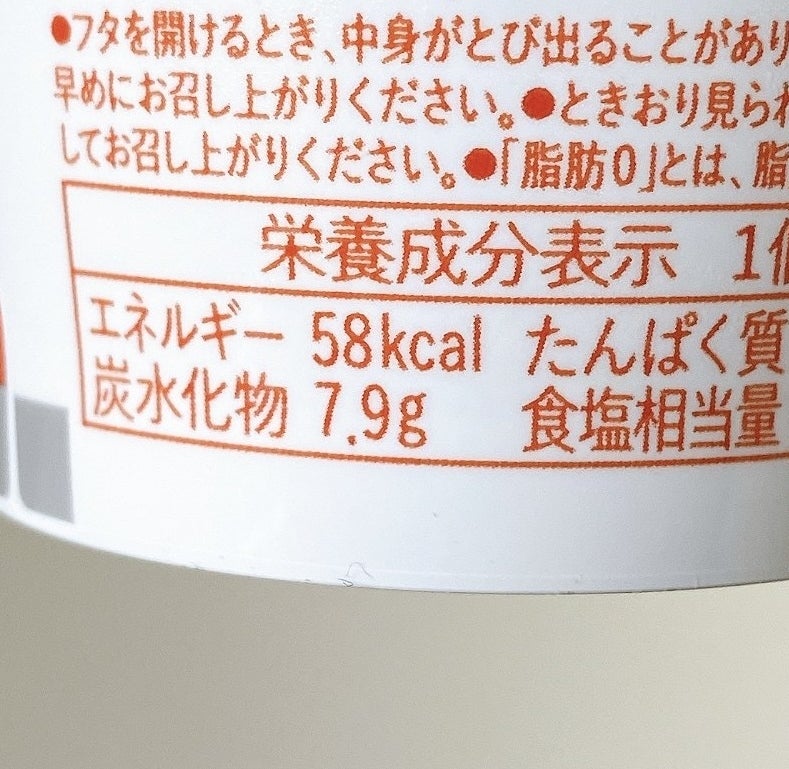 ●フタを開けるとき、中身がとび出ることがあり
早めにお召し上がりください。●ときおり見られ
してお召し上がりください。●「脂肪0」とは、脂
栄養成分表示 1個
エネルギー 58kcal たんぱく質
炭水化物 7.9g 食塩相当量